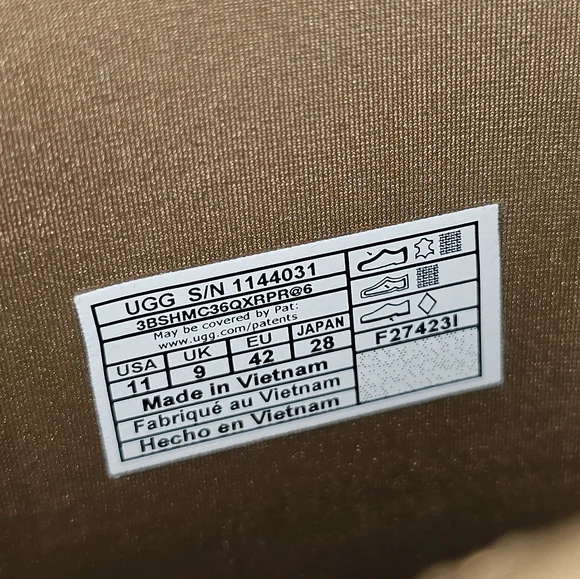 UGG S/N 1144031
3BSHMC36QXRPR@6
May be covered by Pat:
www.ugg.com/patents
USA UK EU JAPAN
11 9 42 28
Made in Vietnam
Fabriqué au Vietnam
Hecho en Vietnam
F27423I